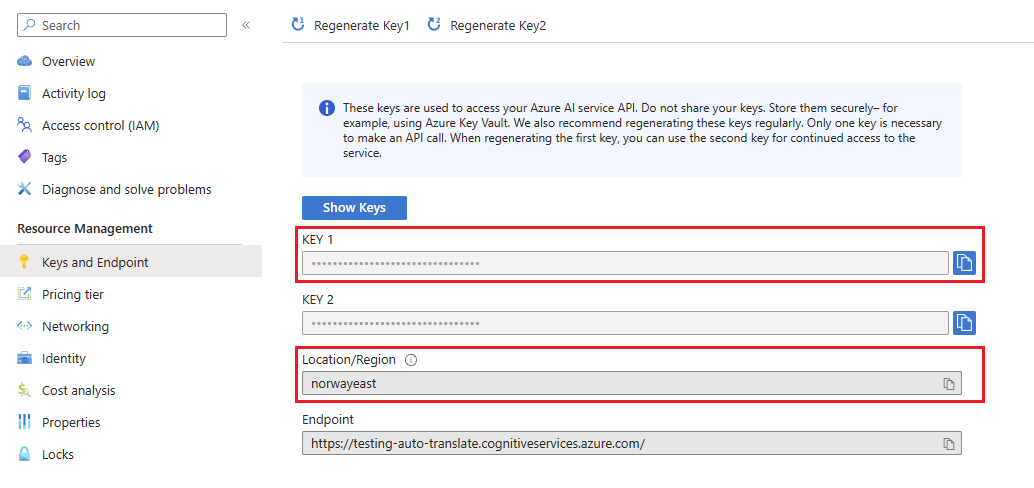 Search
«
Overview
Activity log
Access control (IAM)
Tags
Diagnose and solve problems
Resource Management
Keys and Endpoint
Pricing tier
Networking
Identity
Cost analysis
Properties
Locks
Regenerate Key1
Regenerate Key2
These keys are used to access your Azure AI service API. Do not share your keys. Store them securely– for
example, using Azure Key Vault. We also recommend regenerating these keys regularly. Only one key is necessary
to make an API call. When regenerating the first key, you can use the second key for continued access to the
service.
Show Keys
KEY 1
••••••••••••••••••••••••••••••••
KEY 2
••••••••••••••••••••••••••••••••
Location/Region
norwayeast
Endpoint
https://testing-auto-translate.cognitiveservices.azure.com/